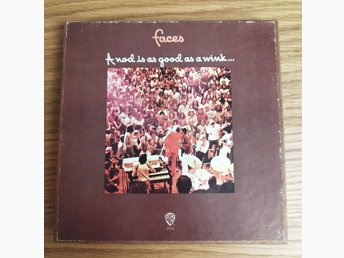 faces
A nod is as good as a wink...